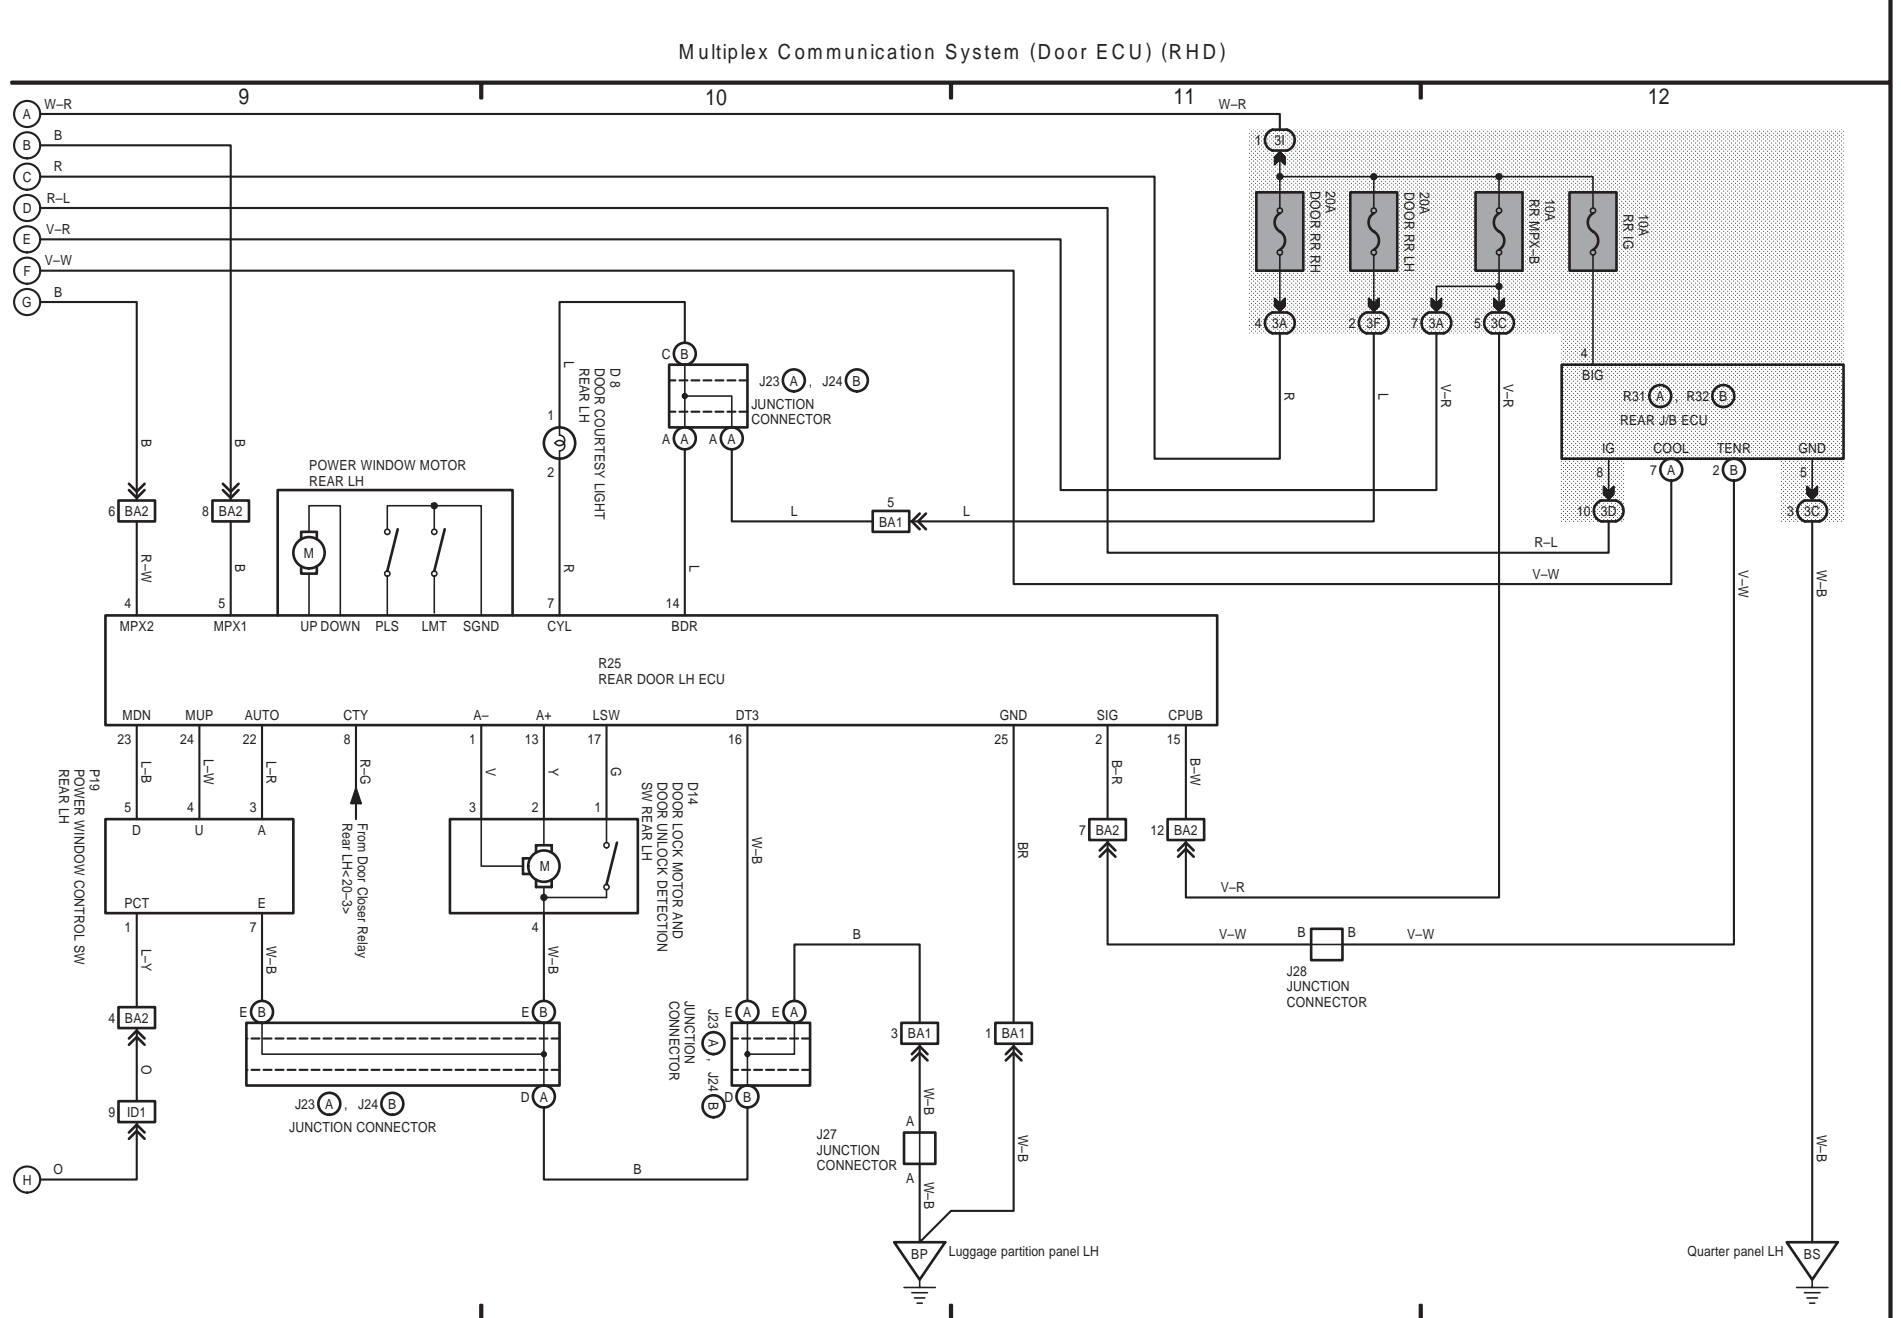 Multiplex Communication System (Door ECU) (RHD)
9
10
11
12
A
W–R
W–R
B
B
C
R
D
R–L
E
V–R
F
V–W
G
B
1
3I
20A
DOOR RR RH
20A
DOOR RR LH
10A
RR MPX–B
10A
RR IG
4
3A
2
3F
7
3A
5
3C
4
BIG
R31 A , R32 B
REAR J/B ECU
IG
COOL
TENR
GND
8
7
A
2
B
5
10
3D
3
3C
R
L
V–R
V–R
C
B
J23 A , J24 B
JUNCTION
CONNECTOR
A
A
A
A
L
D 8
DOOR COURTESY LIGHT
REAR LH
1
2
B
B
POWER WINDOW MOTOR
REAR LH
6
BA2
8
BA2
M
R–W
B
R
L
L
5
BA1
L
R–L
V–W
V–W
W–B
4
5
7
14
MPX2
MPX1
UP
DOWN
PLS
LMT
SGND
CYL
BDR
R25
REAR DOOR LH ECU
MDN
MUP
AUTO
CTY
A–
A+
LSW
DT3
GND
SIG
CPUB
23
24
22
8
1
13
17
16
25
2
15
P19
POWER WINDOW CONTROL SW
REAR LH
L–B
L–W
L–R
R–G
V
Y
G
B–R
B–W
From Door Closer Relay
Rear LH<20–3>
D14
DOOR LOCK MOTOR AND
DOOR UNLOCK DETECTION
SW REAR LH
5
4
3
D
U
A
3
2
1
M
W–B
BR
7
BA2
12
BA2
PCT
E
1
7
4
V–R
L–Y
W–B
W–B
B
V–W
B
B
V–W
J28
JUNCTION
CONNECTOR
4
BA2
E
B
E
B
JUNCTION
CONNECTOR
J23 A , J24 B
E
A
E
A
3
BA1
1
BA1
O
D
A
D
B
J23 A , J24 B
JUNCTION CONNECTOR
9
ID1
W–B
A
J27
JUNCTION
CONNECTOR
A
W–B
W–B
W–B
H
O
B
BP
Luggage partition panel LH
Quarter panel LH
BS